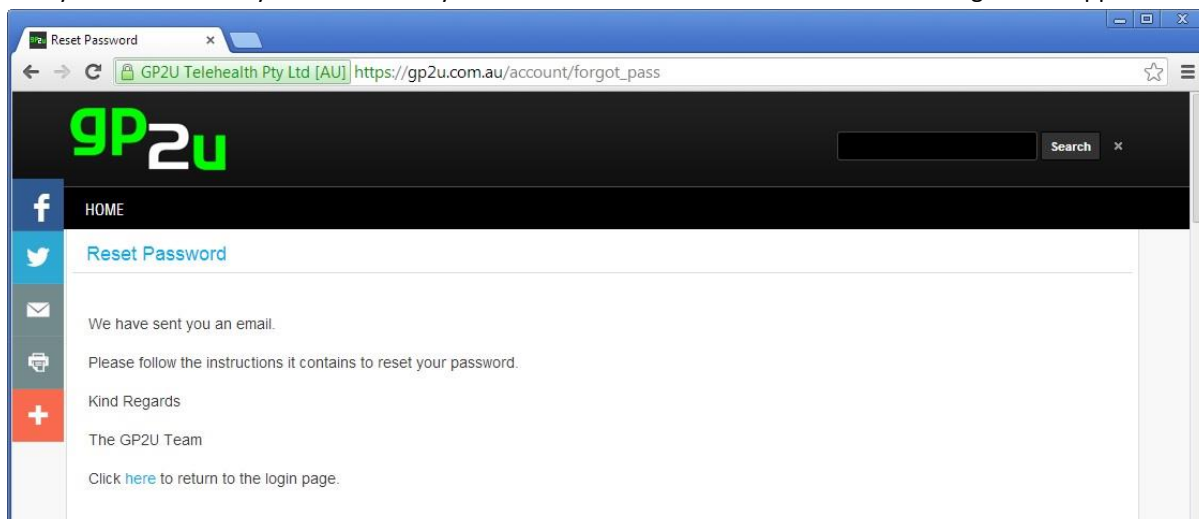 Reset Password
GP2U Telehealth Pty Ltd [AU] https://gp2u.com.au/account/forgot_pass
gp2u
Search
HOME
Reset Password
We have sent you an email.
Please follow the instructions it contains to reset your password.
Kind Regards
The GP2U Team
Click here to return to the login page.